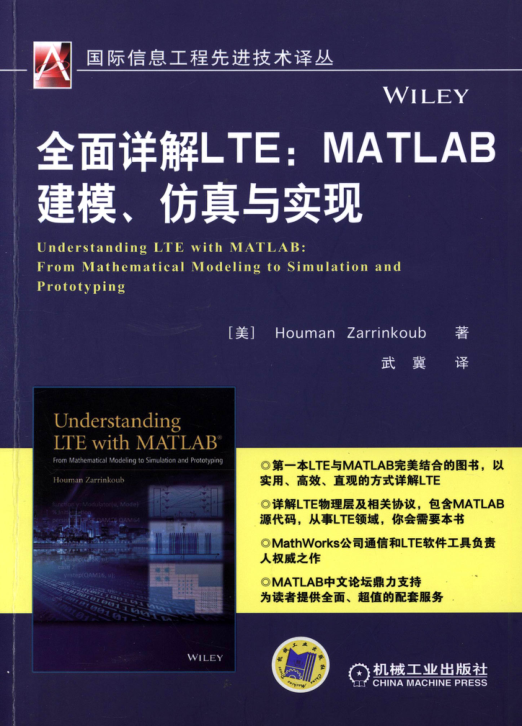 国际信息工程先进技术译丛
WILEY
全面详解LTE：MATLAB
建模、仿真与实现
Understanding LTE with MATLAB:
From Mathematical Modeling to Simulation and
Prototyping
[美] Houman Zarrinkoub 著
武冀 译
Understanding
LTE with MATLAB®
From Mathematical Modeling to Simulation and Prototyping
Houman Zarrinkoub
WILEY
◎第一本LTE与MATLAB完美结合的图书，以
实用、高效、直观的方式详解LTE
◎详解LTE物理层及相关协议，包含MATLAB
源代码，从事LTE领域，你会需要本书
◎MathWorks公司通信和LTE软件工具负责
人权威之作
◎MATLAB中文论坛鼎力支持
为读者提供全面、超值的配套服务
机械工业出版社
CHINA MACHINE PRESS